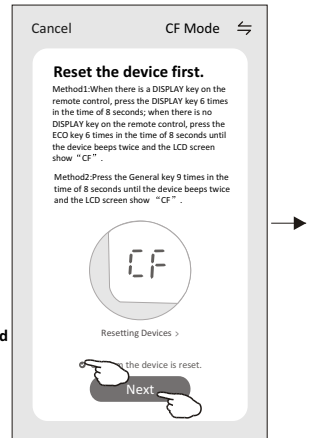 Cancel CF Mode
Reset the device first.
Method1:When there is a DISPLAY key on the
remote control, press the DISPLAY key 6 times
in the time of 8 seconds; when there is no
DISPLAY key on the remote control, press the
ECO key 6 times in the time of 8 seconds until
the device beeps twice and the LCD screen
show “CF”.
Method2:Press the General key 9 times in the
time of 8 seconds until the device beeps twice
and the LCD screen show “CF”.
CF
Resetting Devices >
the device is reset.
Next